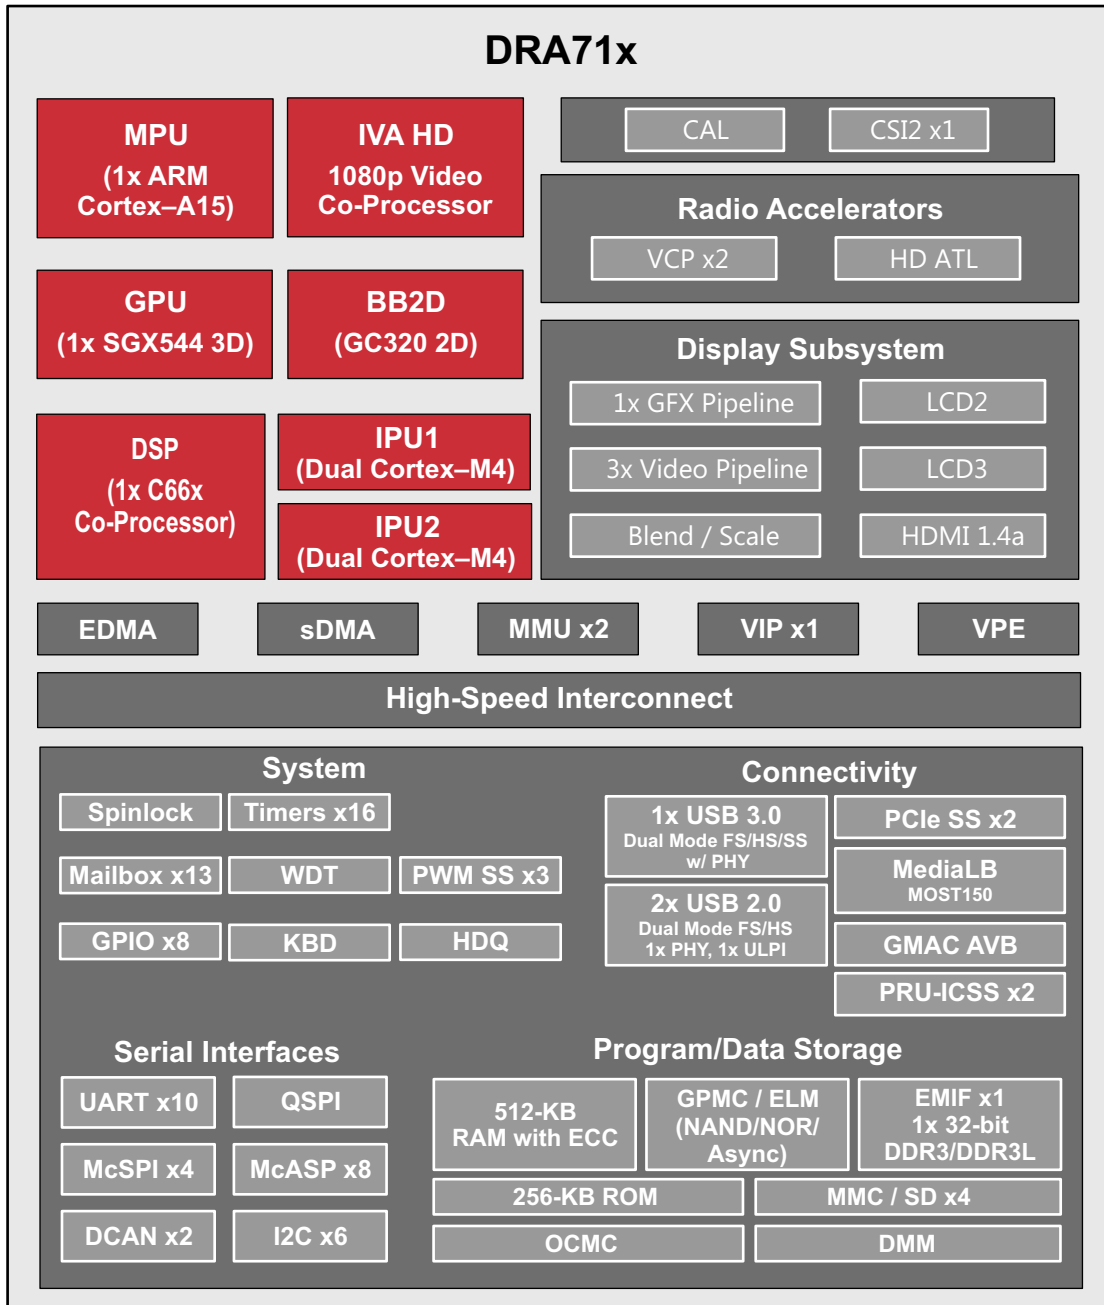 DRA71x
MPU
(1x ARM
Cortex–A15)
IVA HD
1080p Video
Co-Processor
CAL
CSI2 x1
Radio Accelerators
VCP x2
HD ATL
GPU
(1x SGX544 3D)
BB2D
(GC320 2D)
Display Subsystem
1x GFX Pipeline
LCD2
3x Video Pipeline
LCD3
Blend / Scale
HDMI 1.4a
DSP
(1x C66x
Co-Processor)
IPU1
(Dual Cortex–M4)
IPU2
(Dual Cortex–M4)
EDMA
sDMA
MMU x2
VIP x1
VPE
High-Speed Interconnect
System
Spinlock
Timers x16
Mailbox x13
WDT
PWM SS x3
GPIO x8
KBD
HDQ
Connectivity
1x USB 3.0
Dual Mode FS/HS/SS
w/ PHY
2x USB 2.0
Dual Mode FS/HS
1x PHY, 1x ULPI
PCIe SS x2
MediaLB
MOST150
GMAC AVB
PRU-ICSS x2
Serial Interfaces
UART x10
QSPI
McSPI x4
McASP x8
DCAN x2
I2C x6
Program/Data Storage
512-KB
RAM with ECC
GPMC / ELM
(NAND/NOR/
Async)
EMIF x1
1x 32-bit
DDR3/DDR3L
256-KB ROM
MMC / SD x4
OCMC
DMM